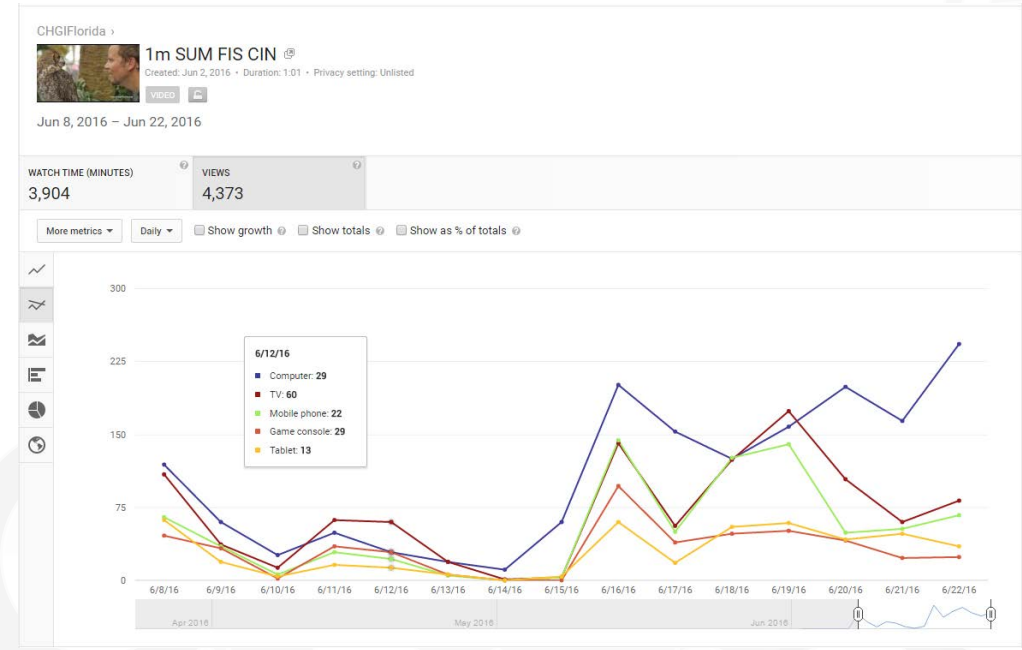 CHGIFlorida ›
1m SUM FIS CIN
Created: Jun 2, 2016 • Duration: 1:01 • Privacy setting: Unlisted
VIDEO
Jun 8, 2016 – Jun 22, 2016
WATCH TIME (MINUTES) ?
3,904
VIEWS ?
4,373
More metrics Daily Show growth ? Show totals ? Show as % of totals ?
300
225
150
75
0
6/12/16
Computer: 29
TV: 60
Mobile phone: 22
Game console: 29
Tablet: 13
6/8/16 6/9/16 6/10/16 6/11/16 6/12/16 6/13/16 6/14/16 6/15/16 6/16/16 6/17/16 6/18/16 6/19/16 6/20/16 6/21/16 6/22/16
Apr 2016 May 2016 Jun 2016